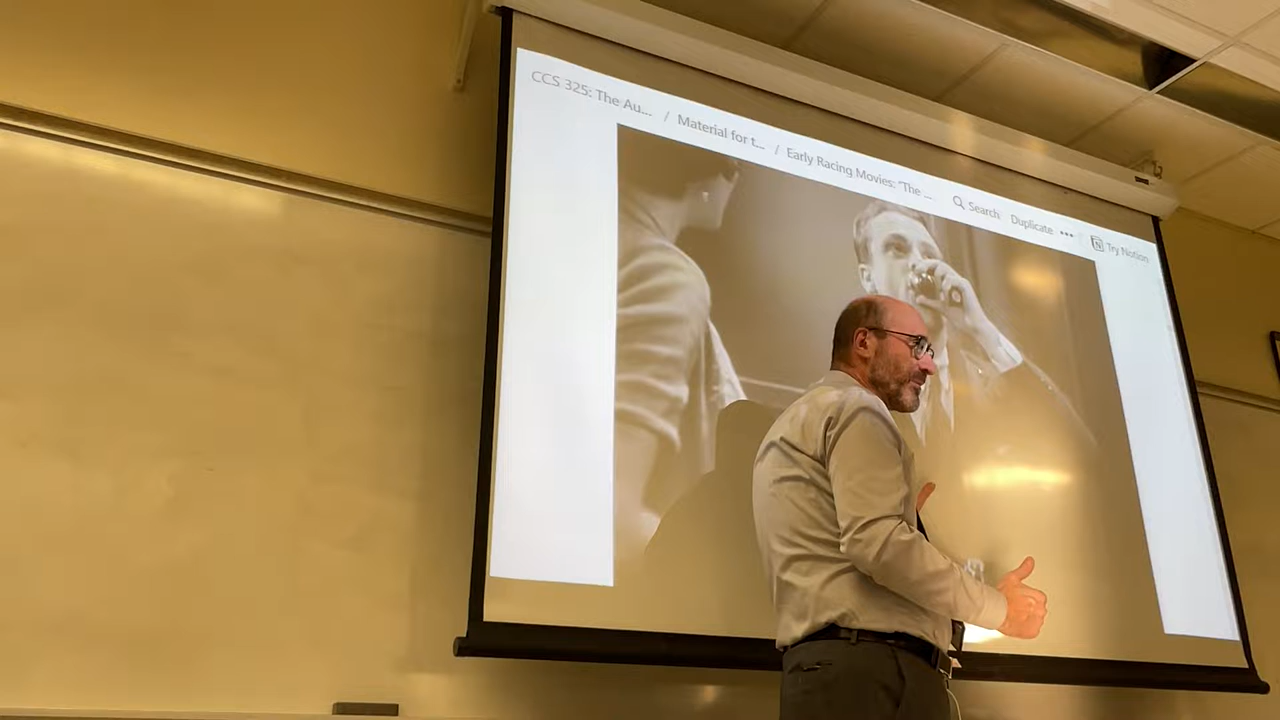 CCS 325: The Au... / Material for t... / Early Racing Movies: "The ... Search Duplicate ••• Try Notion